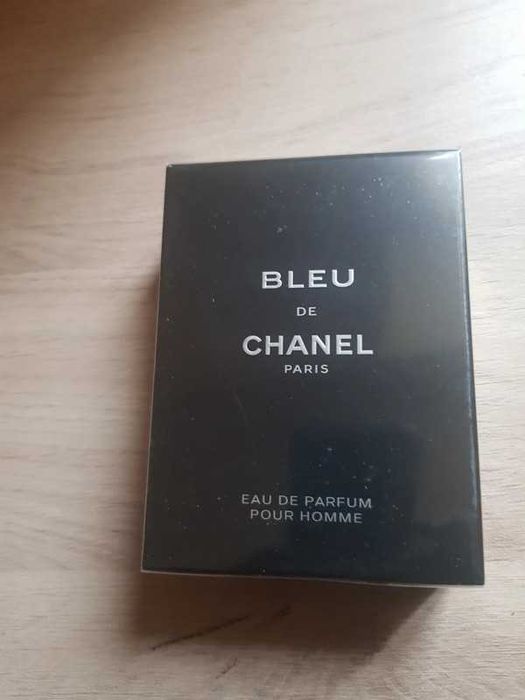 BLEU
DE
CHANEL
PARIS
EAU DE PARFUM
POUR HOMME